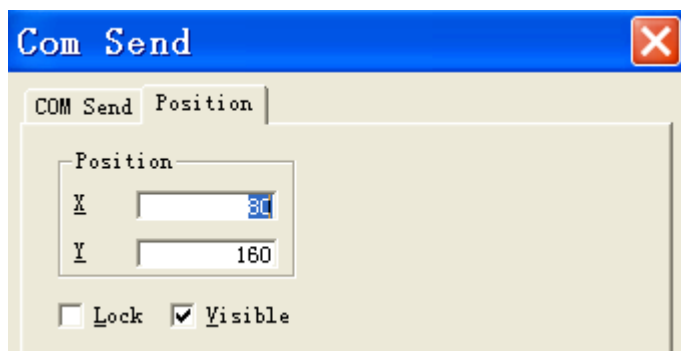 Com Send
COM Send Position
Position
X 80
Y 160
Lock Visible